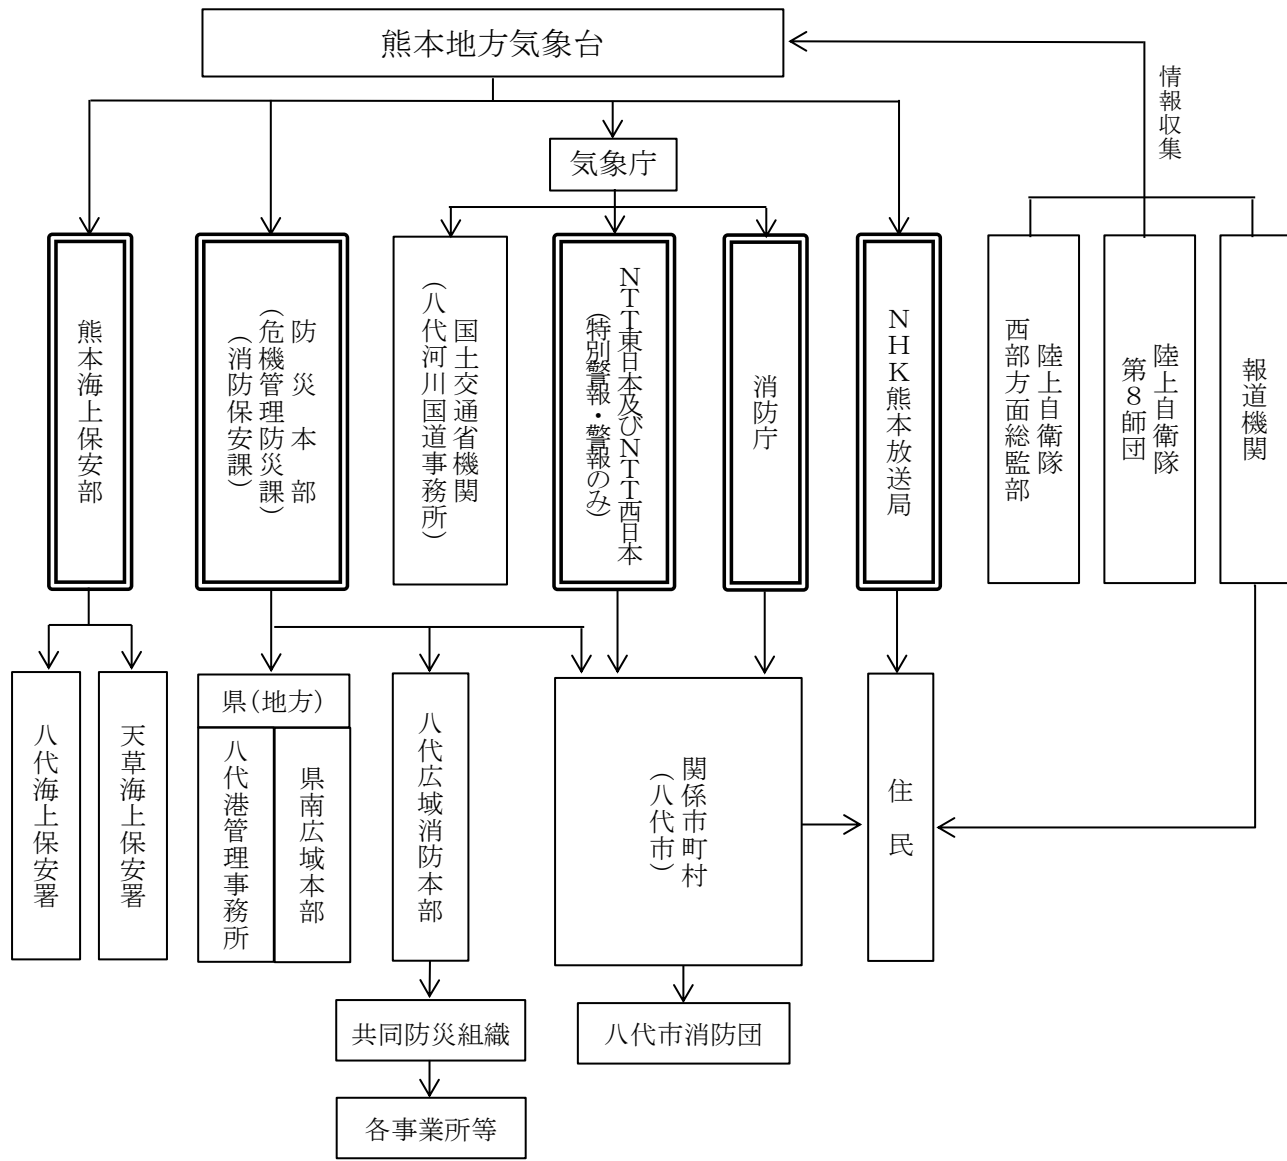 熊本地方気象台
情報収集
気象庁
熊本海上保安部
防災本部
(危機管理防災課)
(消防保安課)
国土交通省機関
(八代河川国道事務所)
NTT東日本及びNTT西日本
(特別警報・警報のみ)
消防庁
NHK熊本放送局
陸上自衛隊
西部方面総監部
陸上自衛隊
第8師団
報道機関
八代海上保安署
天草海上保安署
県(地方)
八代港管理事務所
県南広域本部
八代広域消防本部
関係市町村
(八代市)
住民
共同防災組織
八代市消防団
各事業所等